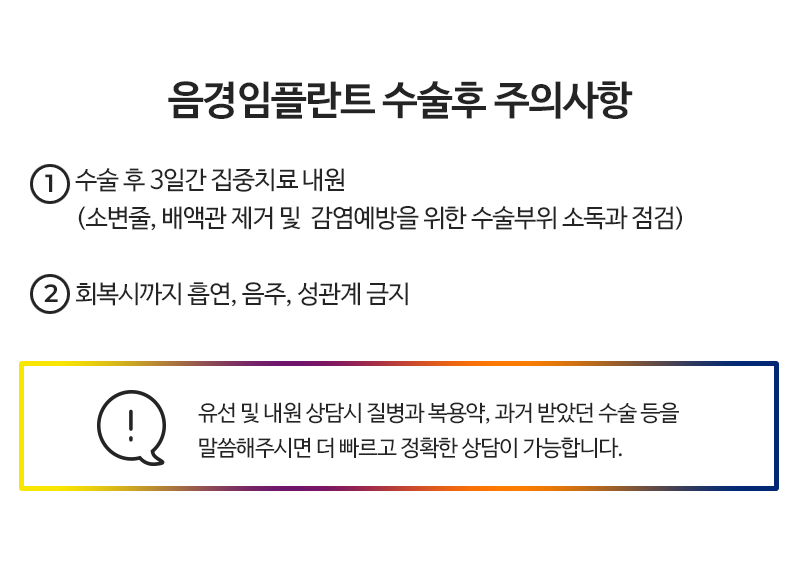 음경임플란트 수술후 주의사항
1 수술 후 3일간 집중치료 내원
(소변줄, 배액관 제거 및 감염예방을 위한 수술부위 소독과 점검)
2 회복시까지 흡연, 음주, 성관계 금지
유선 및 내원 상담시 질병과 복용약, 과거 받았던 수술 등을
말씀해주시면 더 빠르고 정확한 상담이 가능합니다.